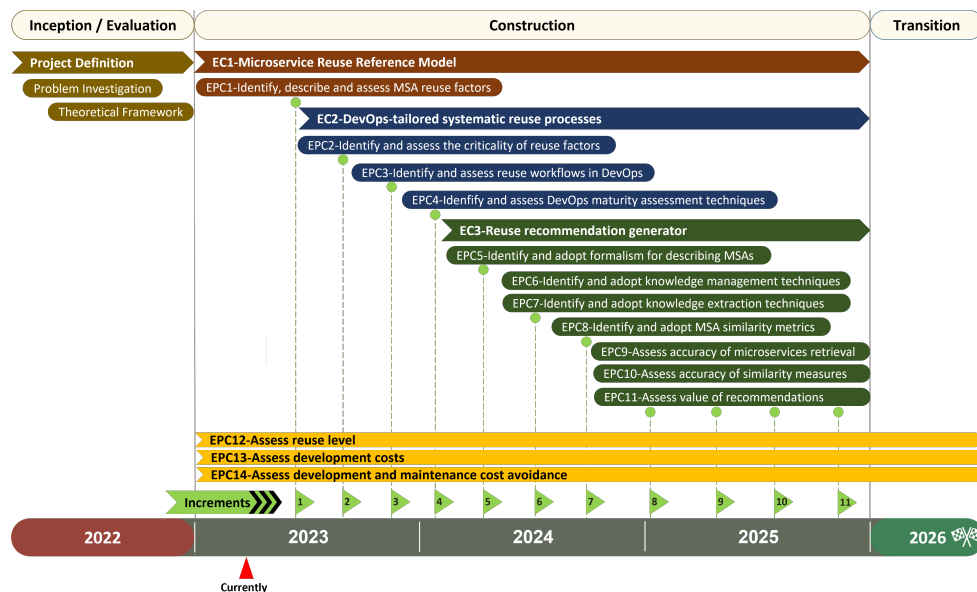 Inception / Evaluation
Construction
Transition
Project Definition
EC1-Microservice Reuse Reference Model
Problem Investigation
EPC1-Identify, describe and assess MSA reuse factors
Theoretical Framework
EC2-DevOps-tailored systematic reuse processes
EPC2-Identify and assess the criticality of reuse factors
EPC3-Identify and assess reuse workflows in DevOps
EPC4-Idenfify and assess DevOps maturity assessment techniques
EC3-Reuse recommendation generator
EPC5-Identify and adopt formalism for describing MSAs
EPC6-Identify and adopt knowledge management techniques
EPC7-Identify and adopt knowledge extraction techniques
EPC8-Identify and adopt MSA similarity metrics
EPC9-Assess accuracy of microservices retrieval
EPC10-Assess accuracy of similarity measures
EPC11-Assess value of recommendations
EPC12-Assess reuse level
EPC13-Assess development costs
EPC14-Assess development and maintenance cost avoidance
Increments
1
2
3
4
5
6
7
8
9
10
11
2022
2023
2024
2025
2026
Currently